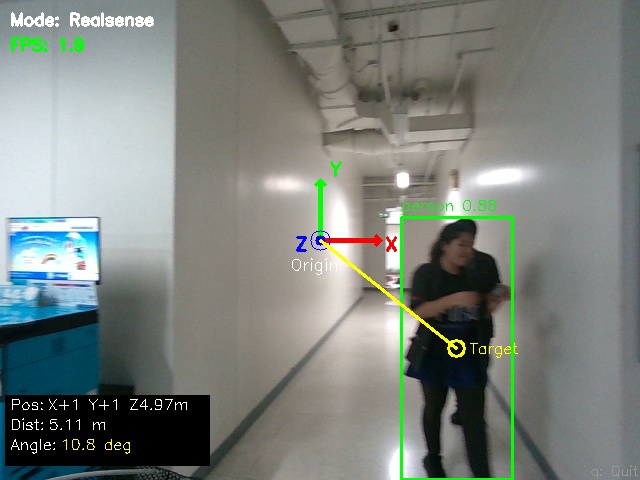 Mode: Realsense
FPS: 1.9
Y
person 0.88
Z
X
Origin
Target
Pos: X+1 Y+1 Z4.97m
Dist: 5.11 m
Angle: 10.8 deg
q: Quit